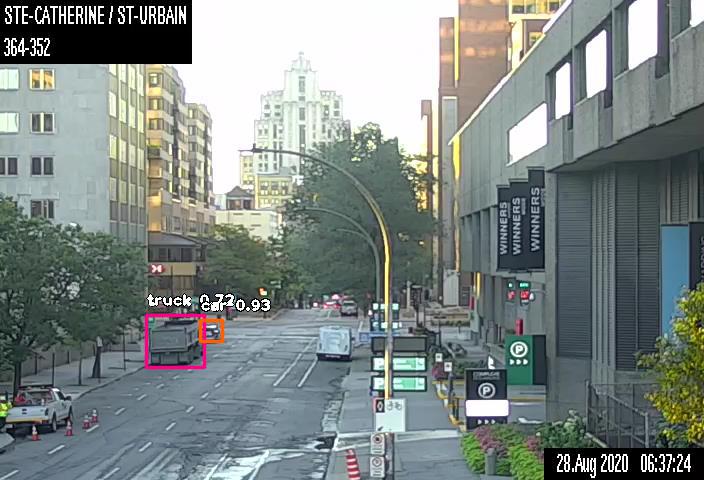 STE-CATHERINE / ST-URBAIN
364-352
truck 0.72
car 0.93
WINNERS
WINNERS
WINNERS
P
P
28.Aug 2020 06:37:24